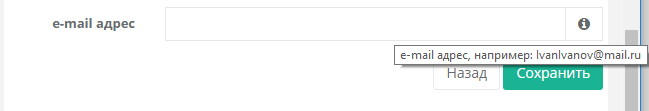 e-mail адрес
e-mail адрес, например: IvanIvanov@mail.ru
Назад
Сохранить